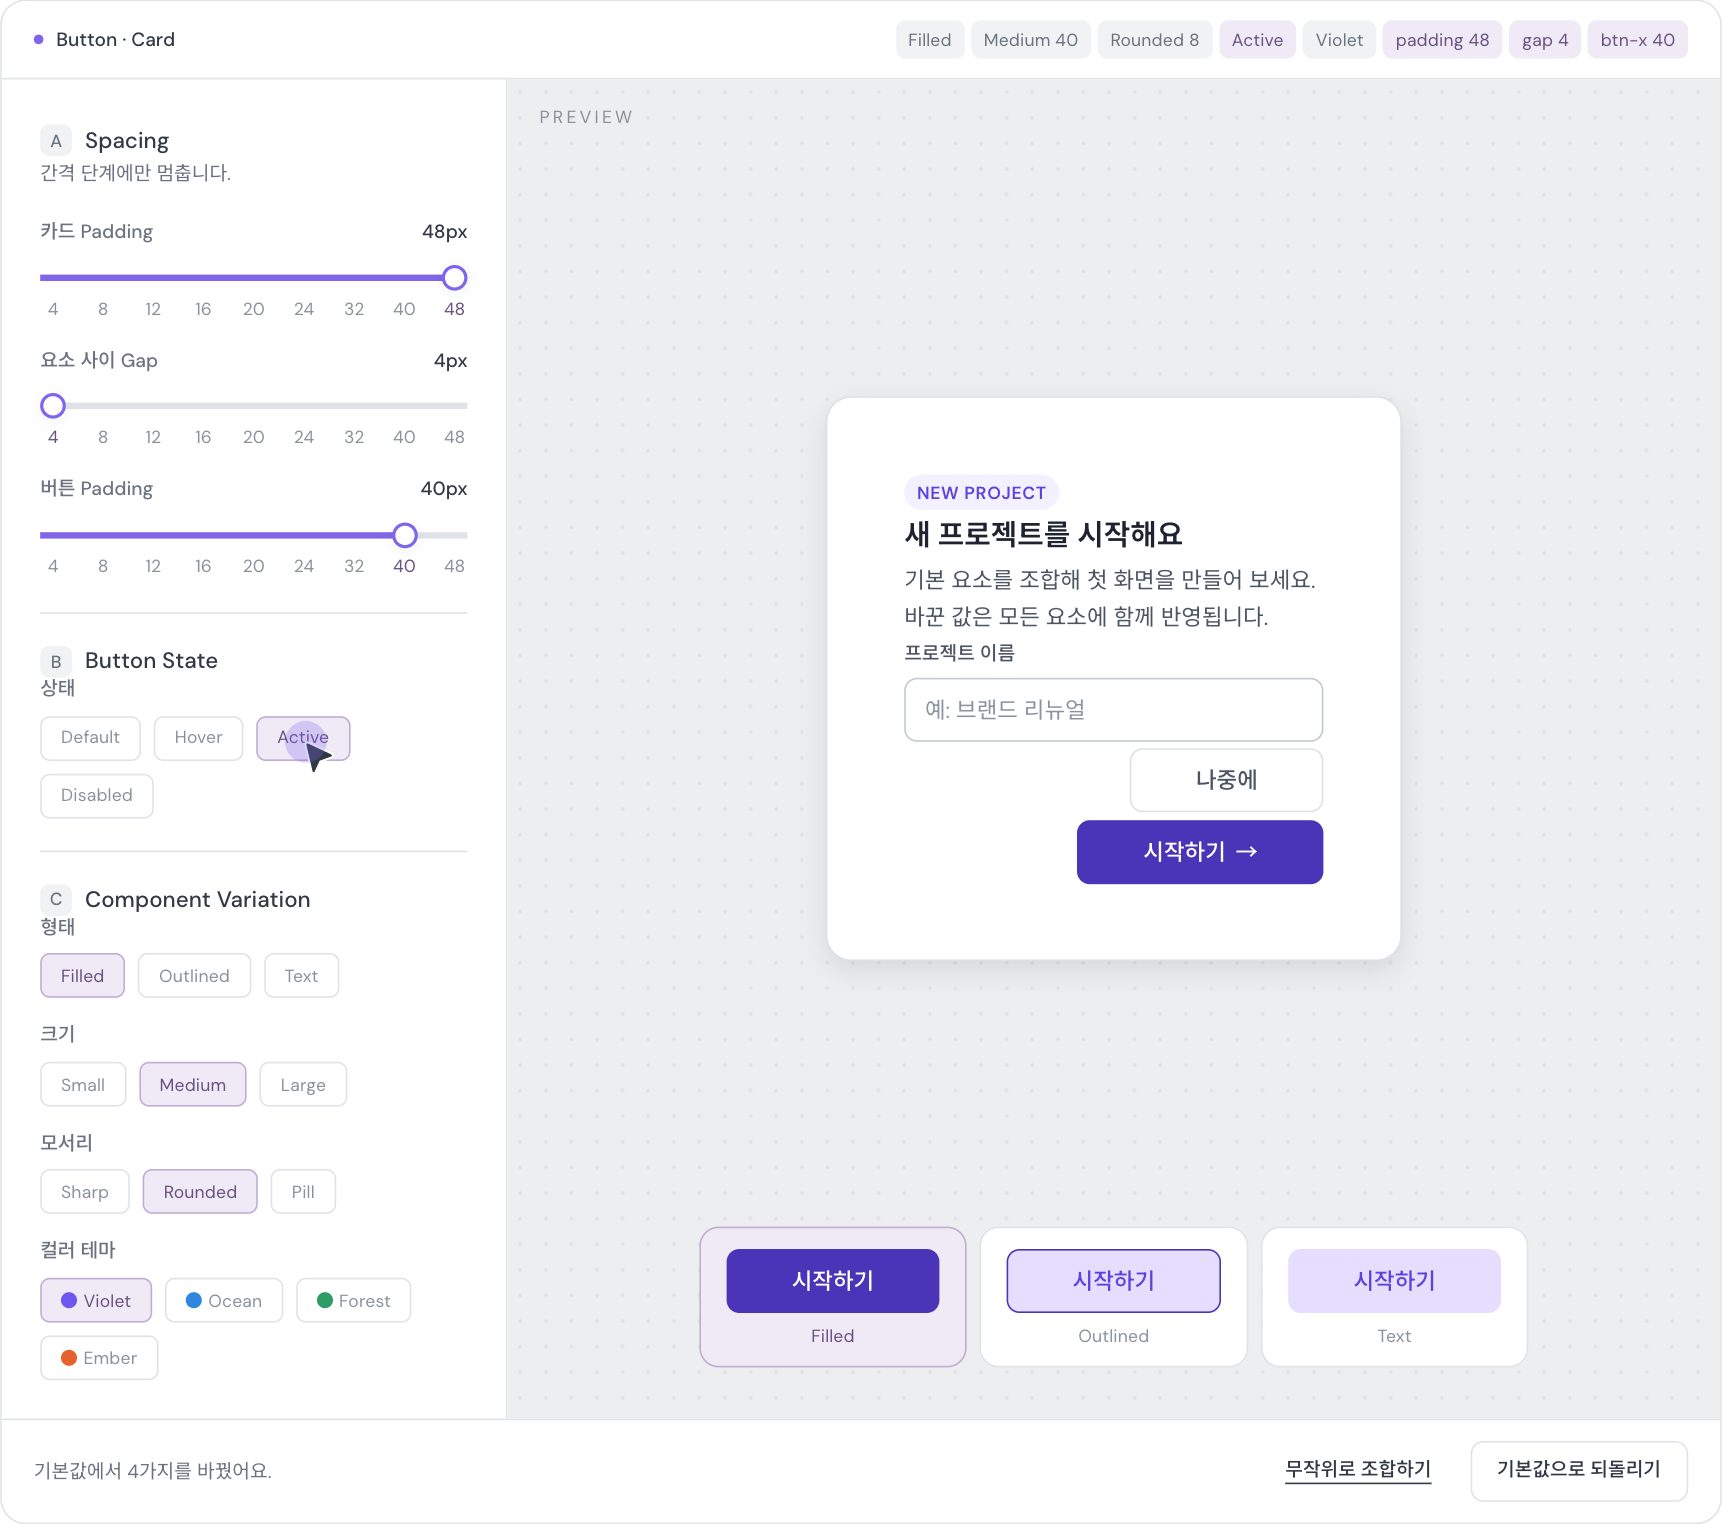 Button · Card
Filled
Medium 40
Rounded 8
Active
Violet
padding 48
gap 4
btn-x 40
A
Spacing
간격 단계에만 멈춥니다.
카드 Padding
48px
4 8 12 16 20 24 32 40 48
요소 사이 Gap
4px
4 8 12 16 20 24 32 40 48
버튼 Padding
40px
4 8 12 16 20 24 32 40 48
B
Button State
상태
Default
Hover
Active
Disabled
C
Component Variation
형태
Filled
Outlined
Text
크기
Small
Medium
Large
모서리
Sharp
Rounded
Pill
컬러 테마
Violet
Ocean
Forest
Ember
PREVIEW
NEW PROJECT
새 프로젝트를 시작해요
기본 요소를 조합해 첫 화면을 만들어 보세요.
바꾼 값은 모든 요소에 함께 반영됩니다.
프로젝트 이름
예: 브랜드 리뉴얼
나중에
시작하기 →
시작하기
Filled
시작하기
Outlined
시작하기
Text
기본값에서 4가지를 바꿨어요.
무작위로 조합하기
기본값으로 되돌리기